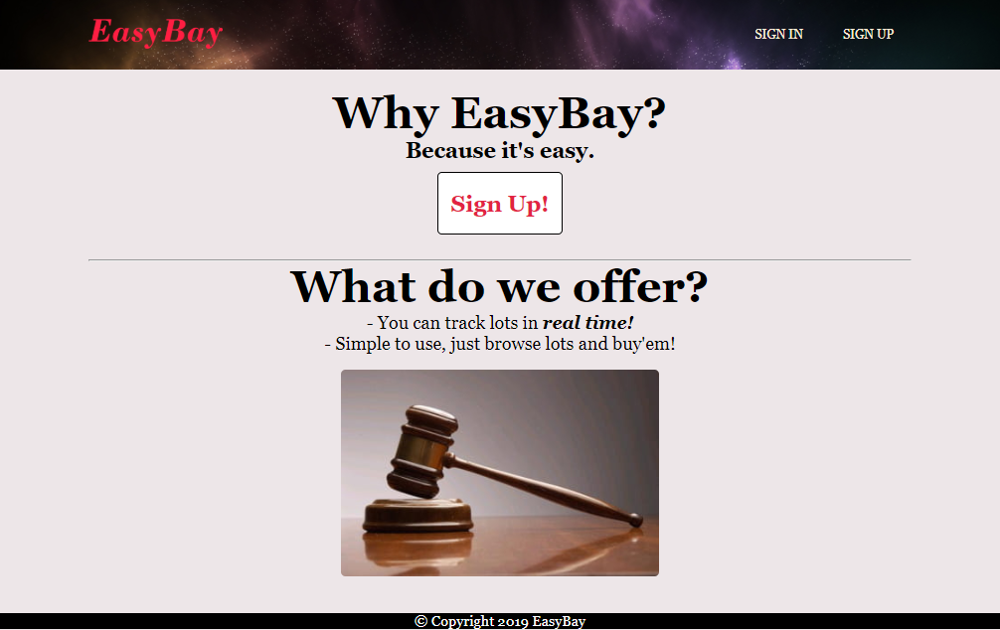 EasyBay
SIGN IN
SIGN UP
Why EasyBay?
Because it's easy.
Sign Up!
What do we offer?
- You can track lots in real time!
- Simple to use, just browse lots and buy'em!
© Copyright 2019 EasyBay